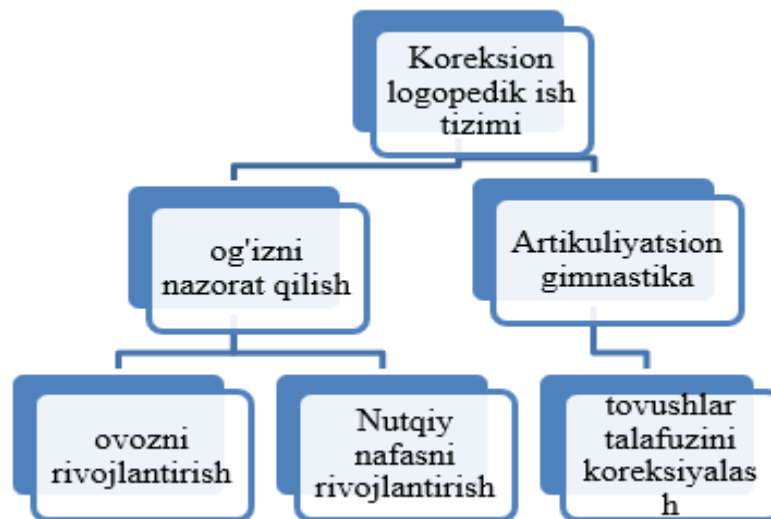 Koreksion
logopedik ish
tizimi
og'izni
nazorat qilish
Artikuliyatsion
gimnastika
ovozni
rivojlantirish
Nutqiy
nafasni
rivojlantirish
tovushlar
talafuzini
koreksiyalas
h